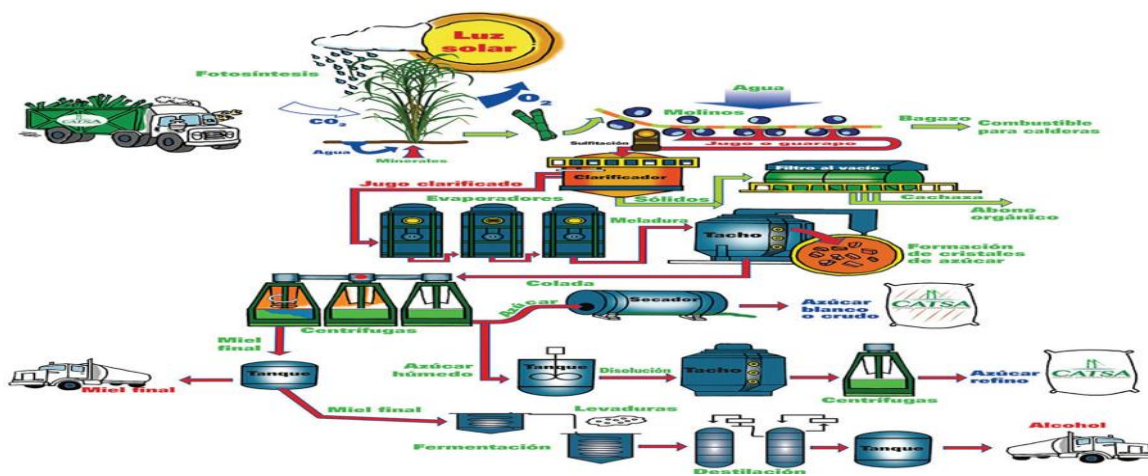 Luz
solar
Fotosíntesis
CATSA
CO₂
O₂
Agua
Minerales
Agua
Molinos
Bagazo
Combustible
para calderas
Sulfitación
Jugo o guarapo
Clarificador
Filtro al vacío
Jugo clarificado
Sólidos
Cachaza
Abono
orgánico
Evaporadores
Meladura
Tacho
Formación
de cristales
de azúcar
Colada
Centrífugas
Azúcar
Secador
Azúcar
blanco
o crudo
CATSA
Miel
final
Miel final
Tanque
Azúcar
húmedo
Tanque
Disolución
Tacho
Centrífugas
Azúcar
refino
CATSA
Miel final
Levaduras
Fermentación
Destilación
Tanque
Alcohol